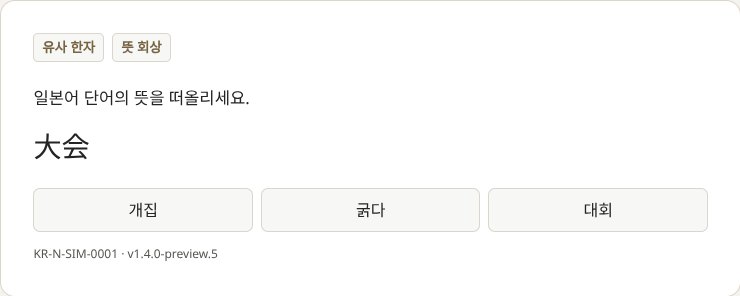 유사 한자 뜻 회상
일본어 단어의 뜻을 떠올리세요.
大会
개집 굵다 대회
KR-N-SIM-0001 · v1.4.0-preview.5